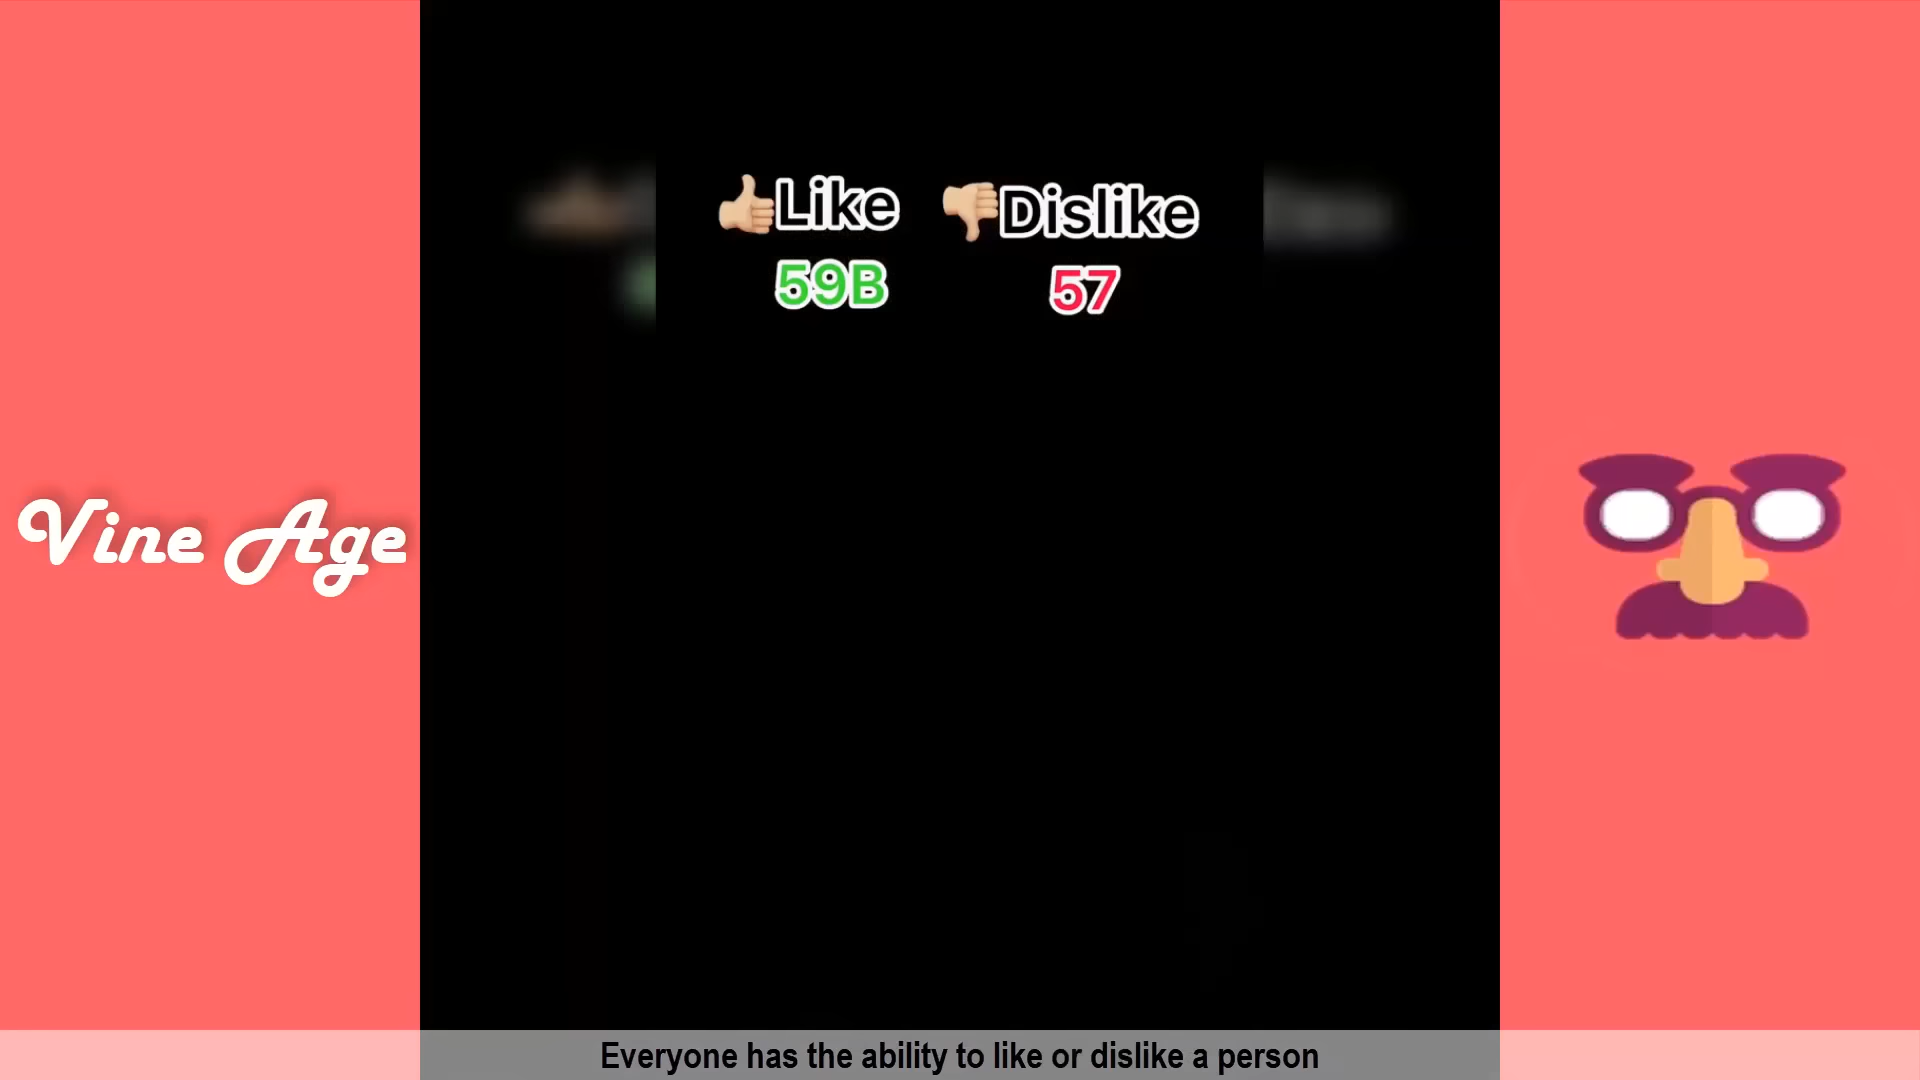 👍🏼Like 👎🏼Dislike
59B 57
Vine Age
Everyone has the ability to like or dislike a person